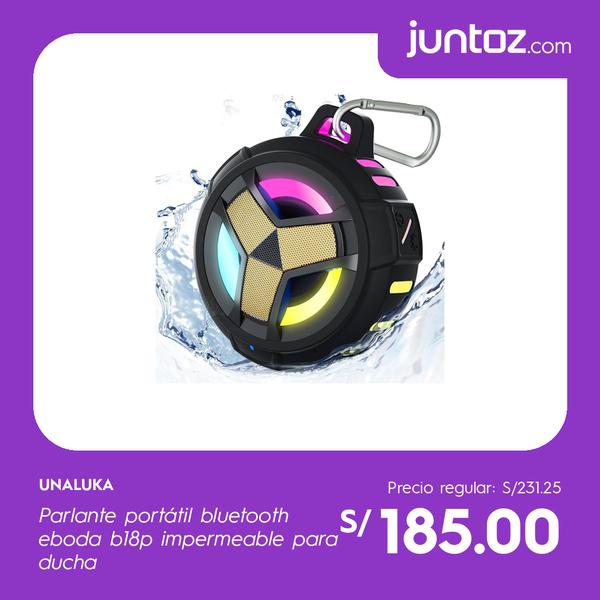 juntoz.com
UNALUKA
Parlante portátil bluetooth
eboda b18p impermeable para
ducha
Precio regular: S/231.25
S/185.00